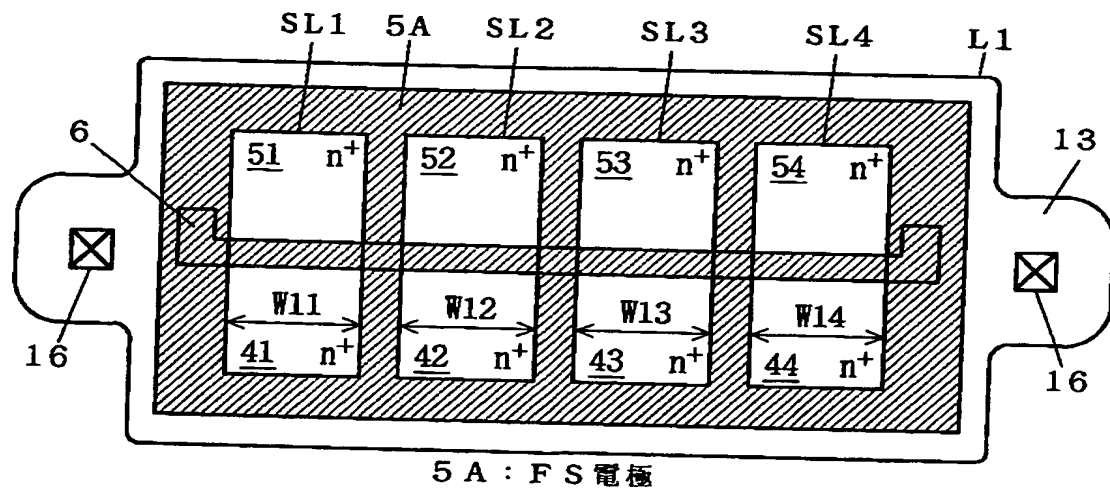 SL1 5A SL2 SL3 SL4 L1
6 13
51 n⁺ 52 n⁺ 53 n⁺ 54 n⁺
W11 W12 W13 W14
41 n⁺ 42 n⁺ 43 n⁺ 44 n⁺
16 16
5A:FS電極